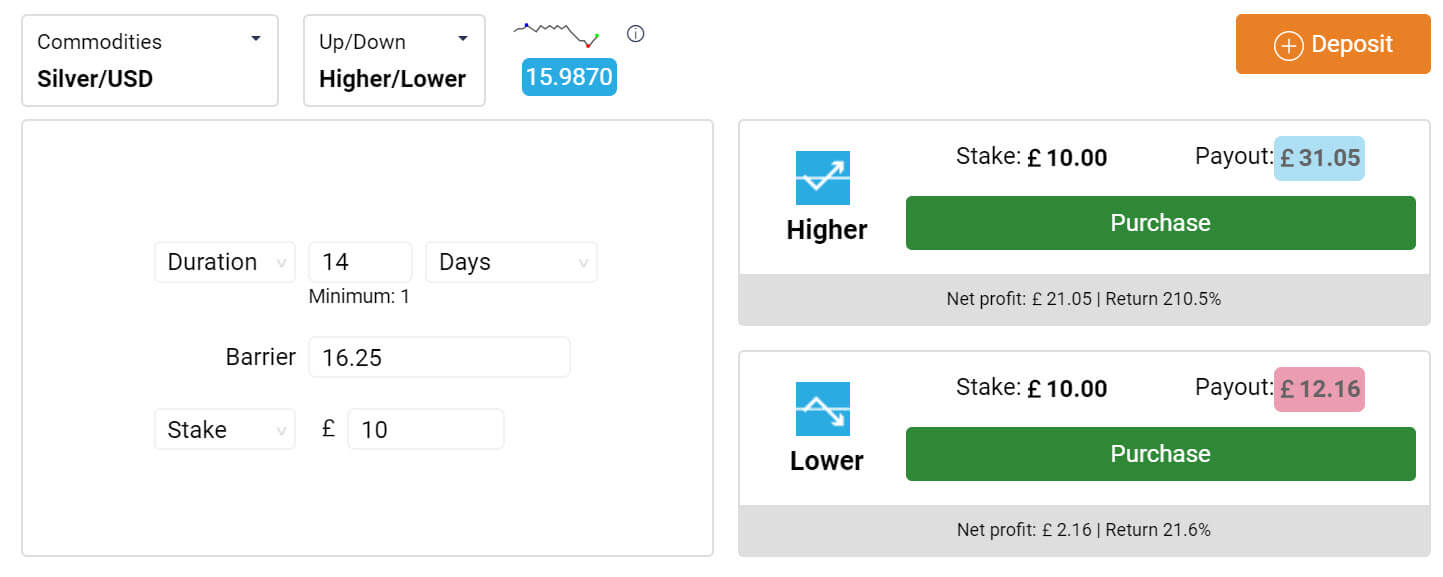 Commodities
Silver/USD
Up/Down
Higher/Lower
15.9870
Deposit
Duration 14 Days
Minimum: 1
Barrier 16.25
Stake £ 10
Higher
Stake: £ 10.00 Payout: £ 31.05
Purchase
Net profit: £ 21.05 | Return 210.5%
Lower
Stake: £ 10.00 Payout: £ 12.16
Purchase
Net profit: £ 2.16 | Return 21.6%